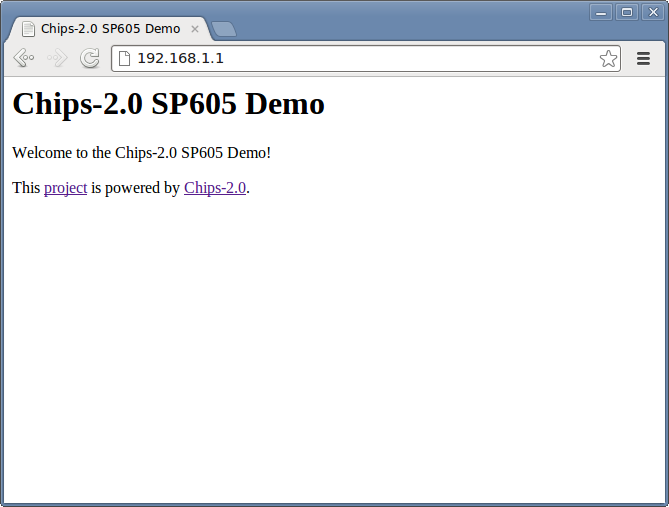 Chips-2.0 SP605 Demo
192.168.1.1
Chips-2.0 SP605 Demo
Welcome to the Chips-2.0 SP605 Demo!
This project is powered by Chips-2.0.